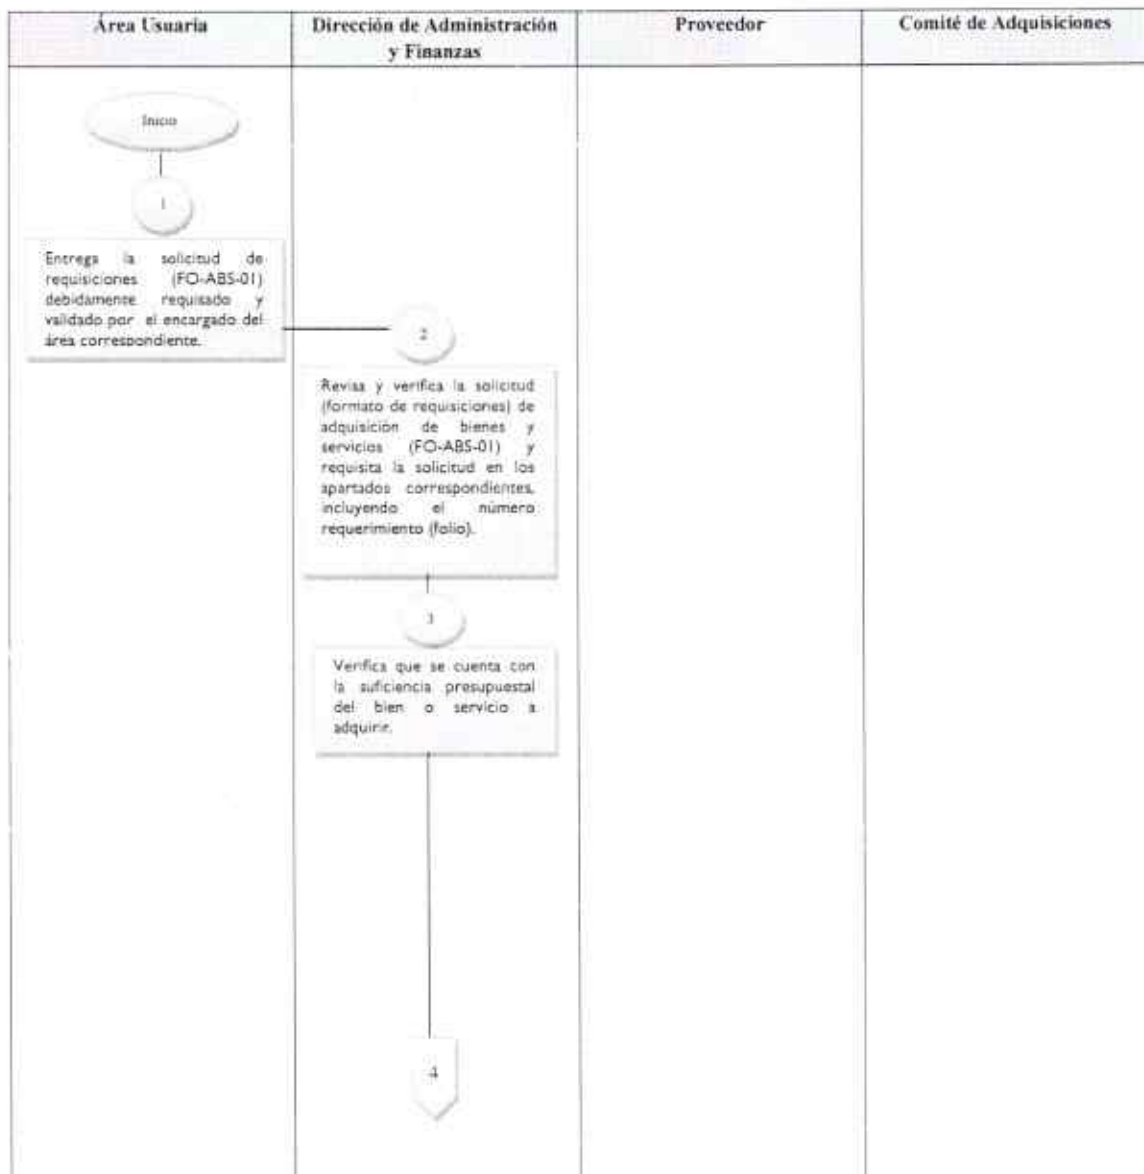 Área Usuaria
Dirección de Administración
y Finanzas
Proveedor
Comité de Adquisiciones
Inicio
1
Entrega la solicitud de
requisiciones (FO-ABS-01)
debidamente requisado y
validado por el encargado del
área correspondiente.
2
Revisa y verifica la solicitud
(formato de requisiciones) de
adquisición de bienes y
servicios (FO-ABS-01) y
requisita la solicitud en los
apartados correspondientes,
incluyendo el número
requerimiento (folio).
3
Verifica que se cuenta con
la suficiencia presupuestal
del bien o servicio a
adquirir.
4